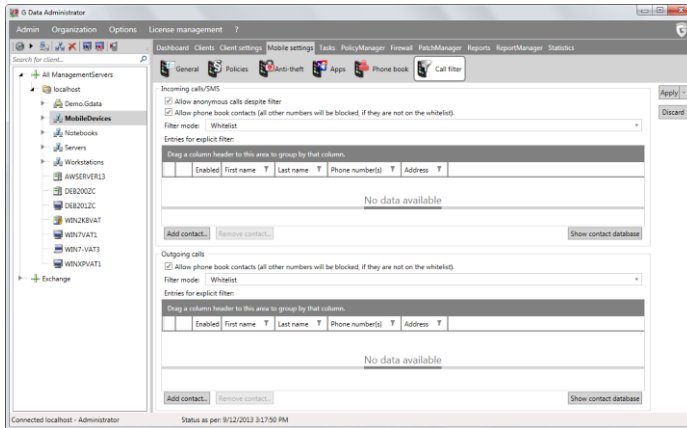 G Data Administrator
Admin Organization Options License management ?
Dashboard Clients Client settings Mobile settings Tasks PolicyManager Firewall PatchManager Reports ReportManager Statistics
Search for client...
General Policies Anti-theft Apps Phone book Call filter
All ManagementServers
localhost
Demo.Gdata
MobileDevices
Notebooks
Servers
Workstations
AWSERVER13
DEB200ZC
DEB201ZC
WIN2K8VAT
WIN7VAT1
WIN7-VAT3
WINXPVAT1
Exchange
Incoming calls/SMS
Allow anonymous calls despite filter
Allow phone book contacts (all other numbers will be blocked, if they are not on the whitelist).
Filter mode: Whitelist
Entries for explicit filter:
Drag a column header to this area to group by that column.
Enabled First name Last name Phone number(s) Address
No data available
Add contact... Remove contact... Show contact database
Outgoing calls
Allow phone book contacts (all other numbers will be blocked, if they are not on the whitelist).
Filter mode: Whitelist
Entries for explicit filter:
Drag a column header to this area to group by that column.
Enabled First name Last name Phone number(s) Address
No data available
Add contact... Remove contact... Show contact database
Apply
Discard
Connected localhost - Administrator Status as per: 9/12/2013 3:17:50 PM